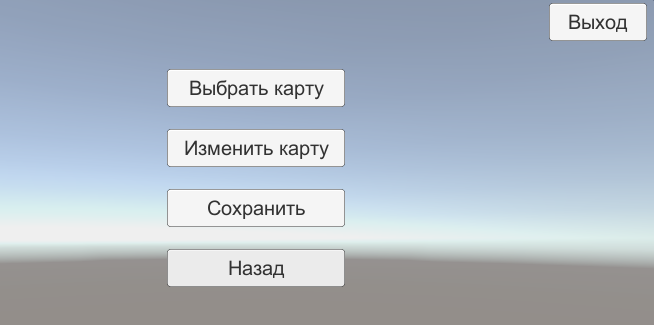 Выход
Выбрать карту
Изменить карту
Сохранить
Назад